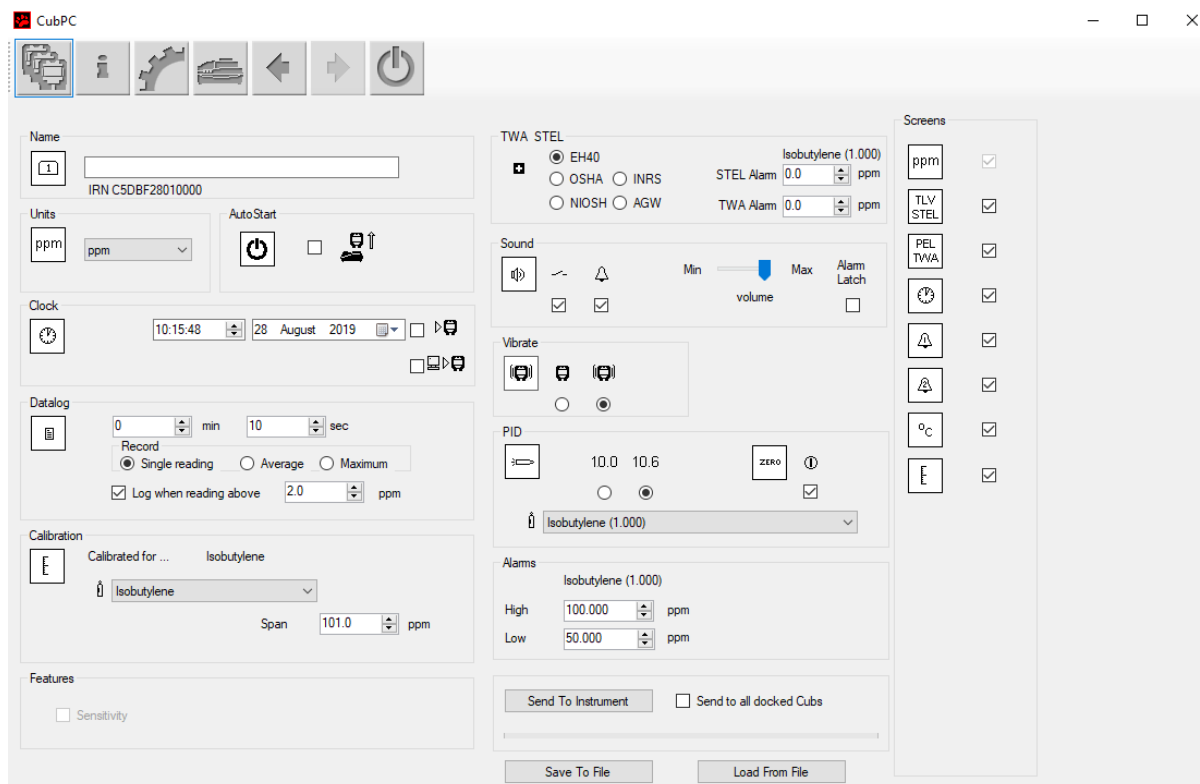 CubPC
Name
1
IRN C5DBF28010000
Units
ppm
ppm
AutoStart
Clock
10:15:48
28 August 2019
Datalog
0 min 10 sec
Record
Single reading Average Maximum
Log when reading above 2.0 ppm
Calibration
Calibrated for ... Isobutylene
Isobutylene
Span 101.0 ppm
Features
Sensitivity
TWA STEL
EH40
OSHA INRS
NIOSH AGW
Isobutylene (1.000)
STEL Alarm 0.0 ppm
TWA Alarm 0.0 ppm
Sound
Min Max
volume
Alarm
Latch
Vibrate
PID
10.0 10.6
ZERO
Isobutylene (1.000)
Alarms
Isobutylene (1.000)
High 100.000 ppm
Low 50.000 ppm
Send To Instrument
Send to all docked Cubs
Save To File
Load From File
Screens
ppm
TLV
STEL
PEL
TWA
1
2
°C